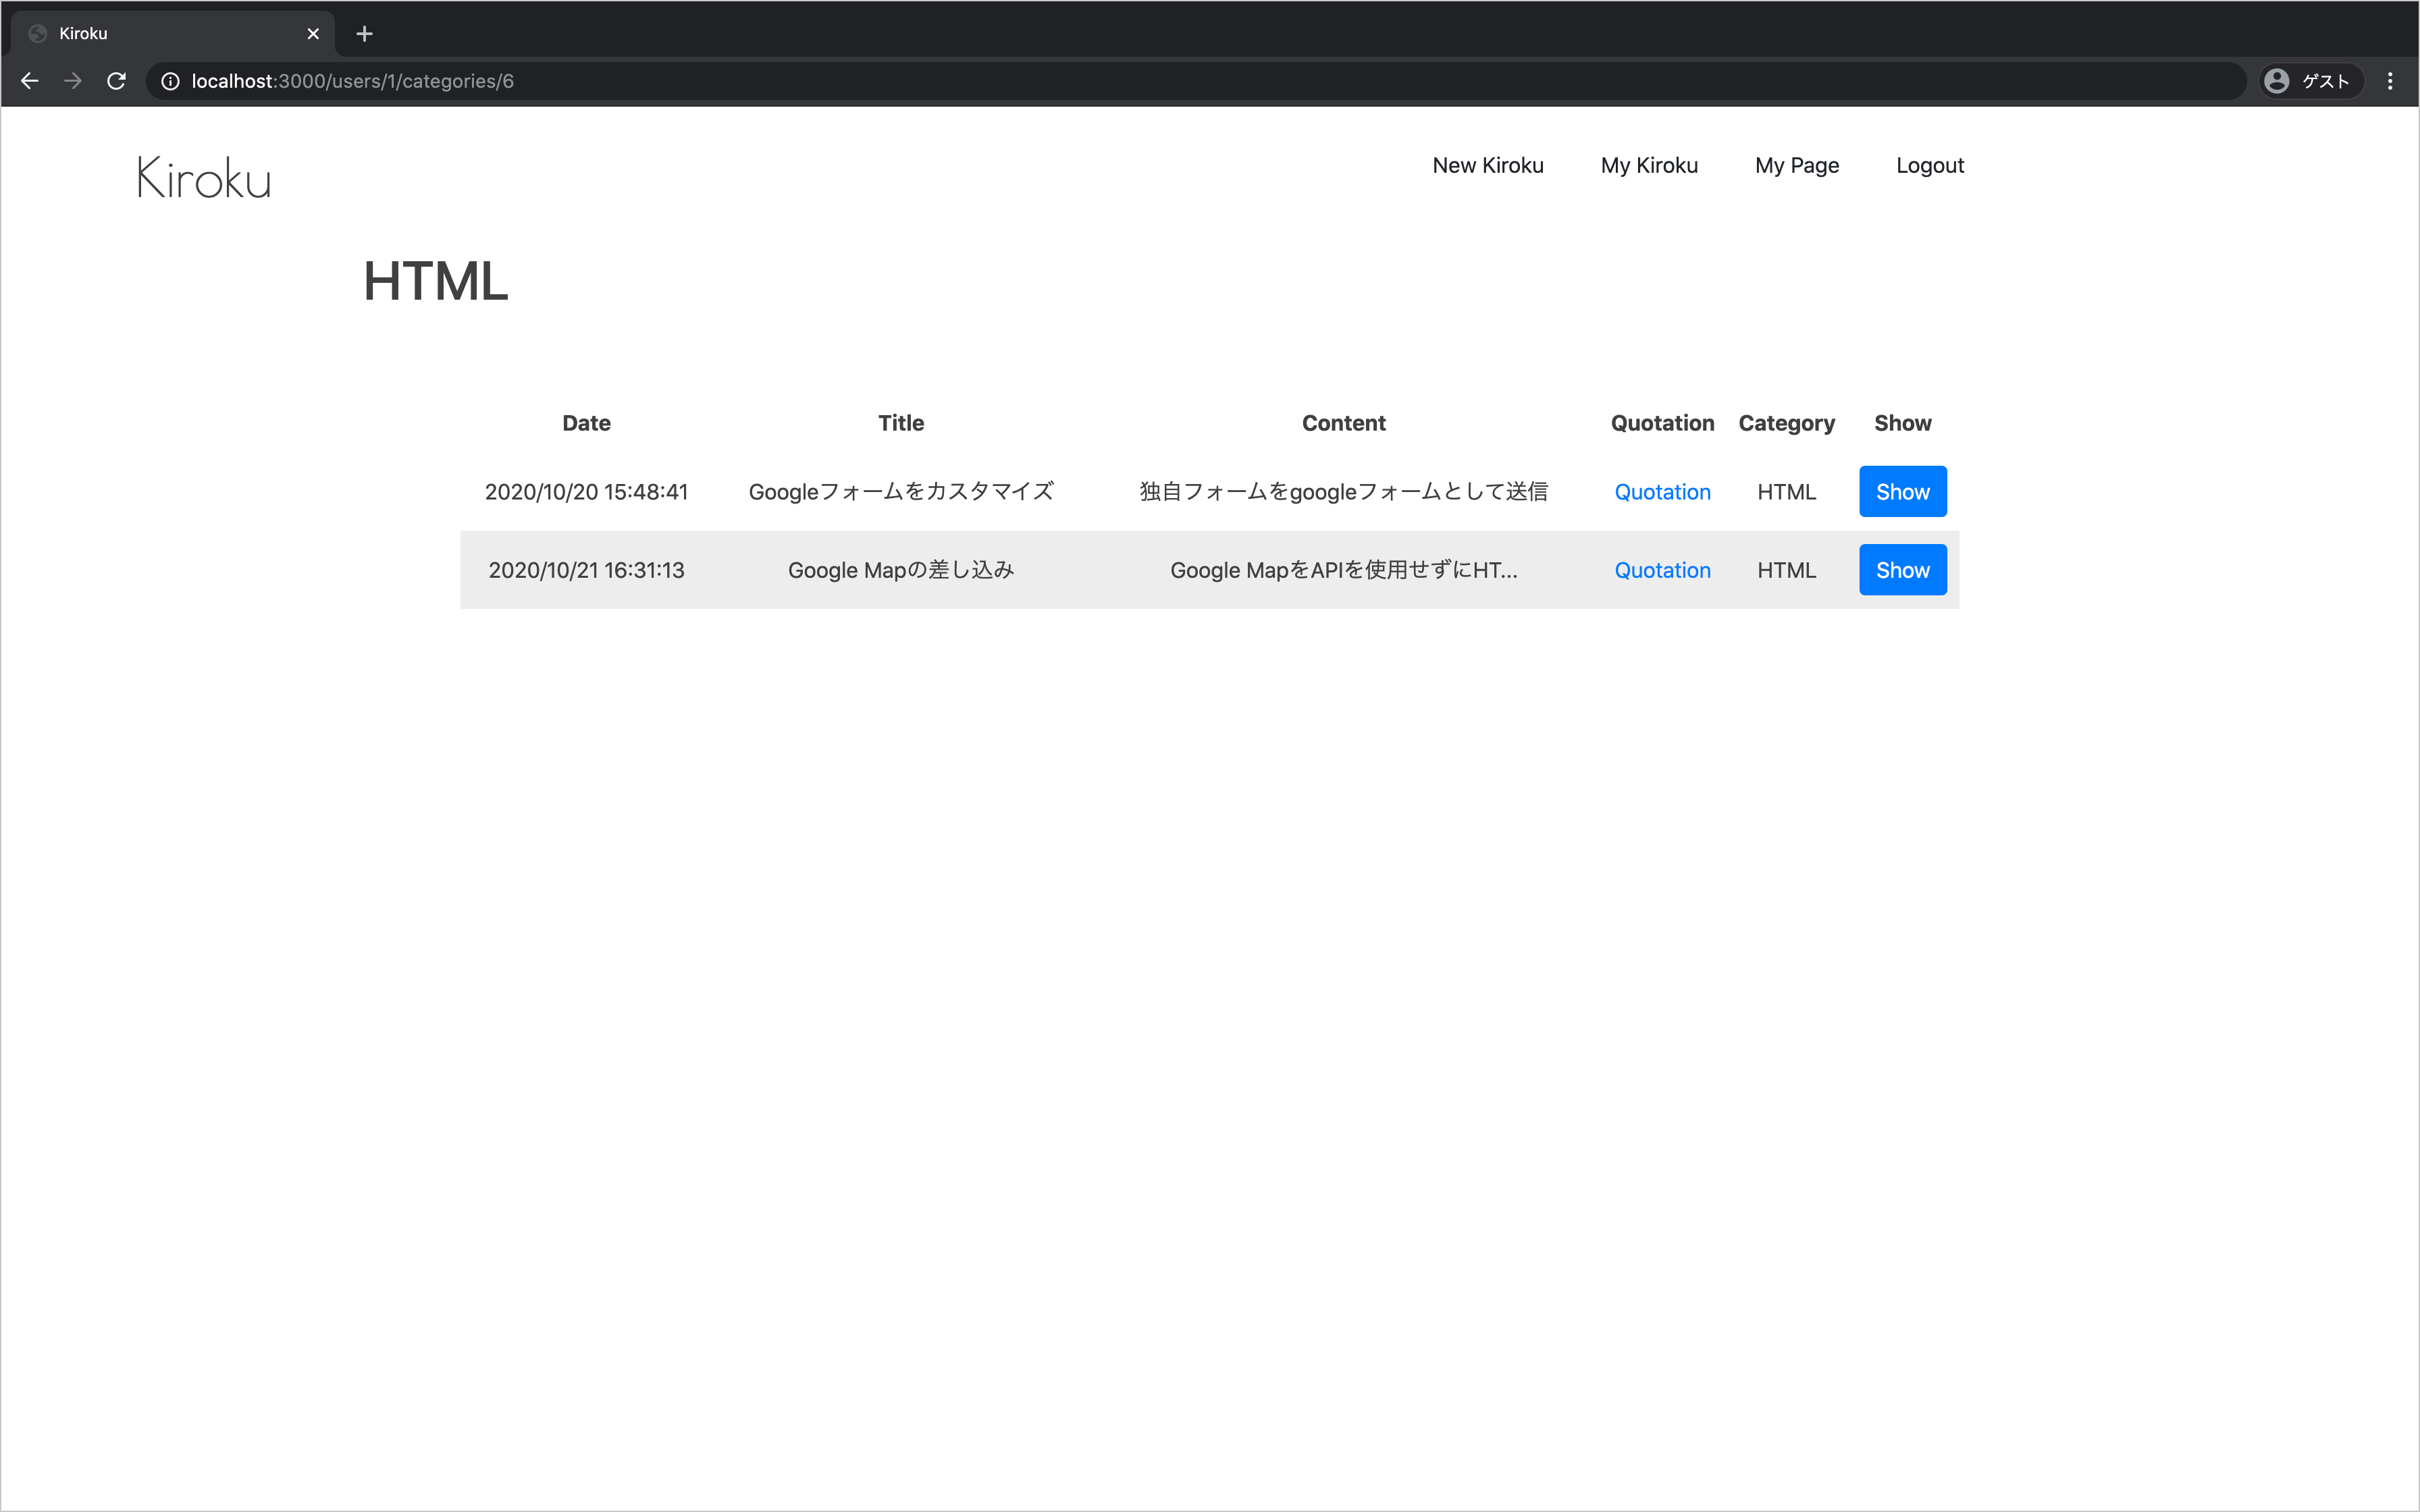 Kiroku
localhost:3000/users/1/categories/6
ゲスト
Kiroku
New Kiroku My Kiroku My Page Logout
HTML
Date Title Content Quotation Category Show
2020/10/20 15:48:41 Googleフォームをカスタマイズ 独自フォームをgoogleフォームとして送信 Quotation HTML Show
2020/10/21 16:31:13 Google Mapの差し込み Google MapをAPIを使用せずにHT... Quotation HTML Show